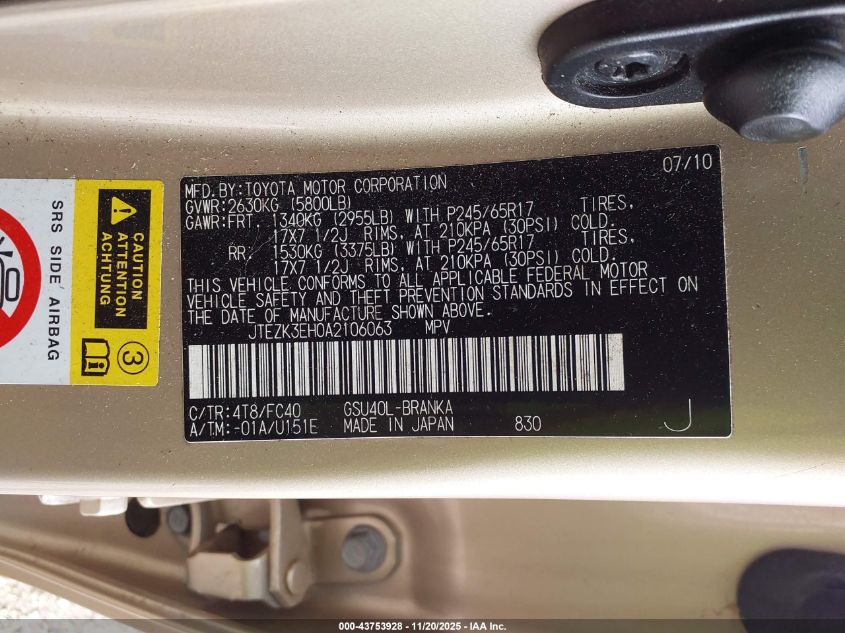 07/10
MFD. BY: TOYOTA MOTOR CORPORATION
GVWR: 2630KG (5800LB)
GAWR: FRT. 1340KG (2955LB) WITH P245/65R17 TIRES,
17X7 1/2J RIMS, AT 210KPA (30PSI) COLD.
RR. 1530KG (3375LB) WITH P245/65R17 TIRES,
17X7 1/2J RIMS, AT 210KPA (30PSI) COLD.
THIS VEHICLE CONFORMS TO ALL APPLICABLE FEDERAL MOTOR
VEHICLE SAFETY AND THEFT PREVENTION STANDARDS IN EFFECT ON
THE DATE OF MANUFACTURE SHOWN ABOVE.
JTEZK3EH0A2106063 MPV
C/TR: 4T8/FC40 GSU40L-BRANKA
A/TM: -01A/U151E MADE IN JAPAN 830 J
SRS SIDE AIRBAG
CAUTION
ATTENTION
ACHTUNG
i 3
000-43753928 - 11/20/2025 - IAA Inc.